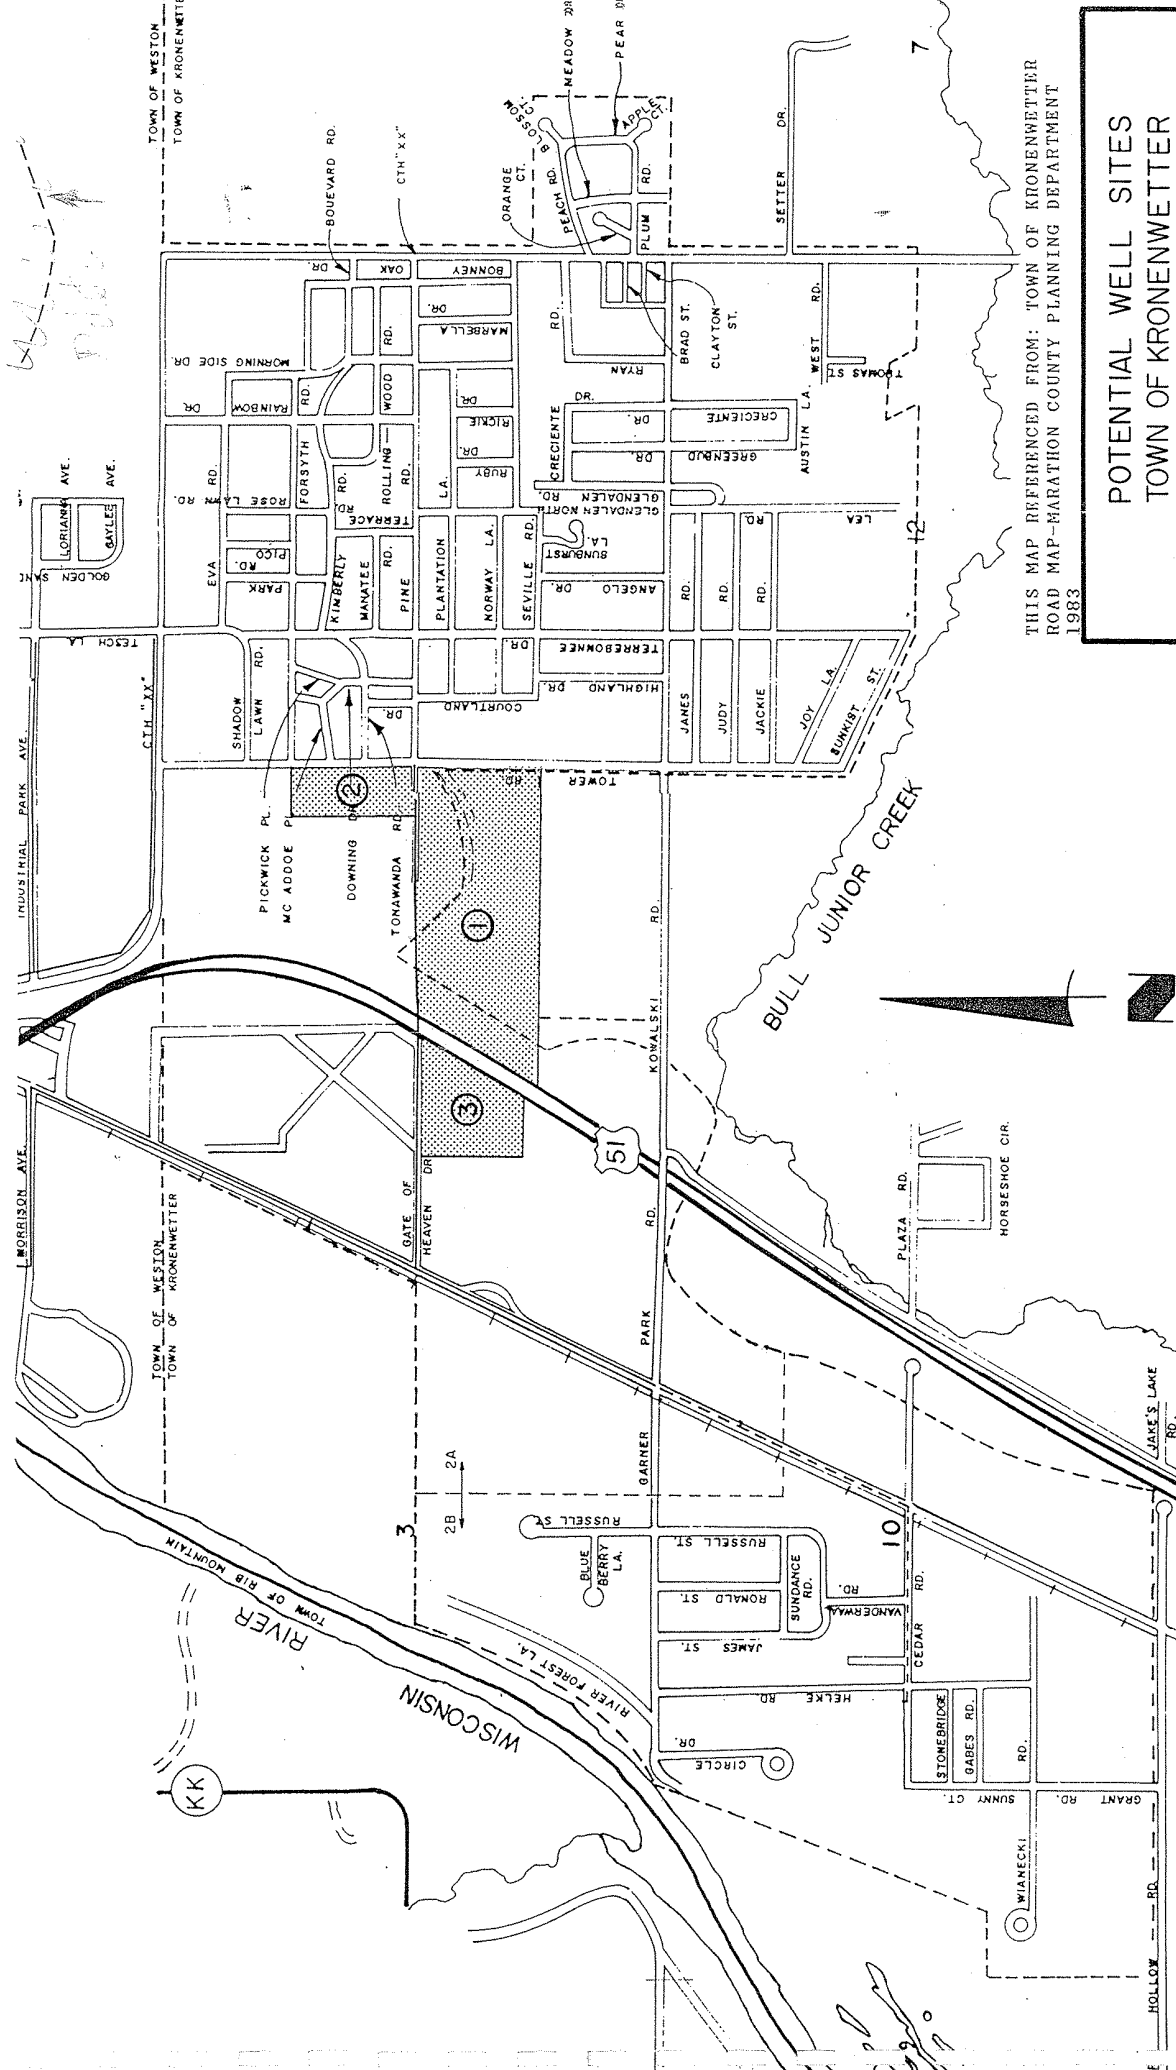 TOWN OF WESTON
TOWN OF KRONENWETTER
BOUEVARD RD.
CTH "XX"
ORANGE CT.
BLOSSOM CT.
APPLE CT.
MEADOW DR
PEAR
PEACH RD.
PLUM RD.
SETTER DR.
7
DR.
OAK
BONNEY
MORNING SIDE DR.
RAINBOW DR.
MARBELLA DR.
FORSYTH RD.
WOOD RD.
ROLLING
RICKIE DR.
RUBY DR.
RYAN RD.
BRAD ST.
CLAYTON ST.
WEST RD.
THOMAS ST.
CRECIENTE DR.
CRECIENTE DR.
GREENBUD DR.
AUSTIN LA.
LORIANN AVE.
GAYLES AVE.
GOLDEN SAND
EVA RD.
ROSE LAWN RD.
PICO RD.
PARK
KIMBERLY RD.
MANATEE RD.
TERRACE RD.
PINE RD.
PLANTATION LA.
NORWAY LA.
SEVILLE RD.
SUNBURST LA.
GLENDALEN NORTH
GLENDALEN RD.
ANGELO DR.
LEA
12
TESCH LA
CTH "XX"
INDUSTRIAL PARK AVE.
SHADOW LAWN RD.
COURTLAND DR.
TERREBONNEE DR.
HIGHLAND DR.
JANES RD.
JUDY RD.
JACKIE RD.
JOY LA.
SUNKIST ST.
PICKWICK PL.
MC ADDOE PL
DOWNING DR
TONAWANDA RD.
DR.
TOWER RD
2
1
3
BULL JUNIOR CREEK
KOWALSKI RD.
51
MORRISON AVE.
TOWN OF WESTON
TOWN OF KRONENWETTER
GATE OF HEAVEN DR.
PARK RD.
GARNER
PLAZA RD.
HORSESHOE CIR.
JAKE'S LAKE RD.
3
2B 2A
RUSSELL ST.
BLUE BERRY LA.
RUSSELL ST.
RONALD ST.
JAMES ST.
SUNDANCE RD.
VANDERWAA RD.
10
CEDAR RD.
HELKE RD
TOWN OF RIB MOUNTAIN
WISCONSIN RIVER
RIVER FOREST LA.
CIRCLE DR.
STONEBRIDGE
GABES RD.
SUNNY CT.
GRANT RD.
WIANECKI RD.
HOLLOW RD.
KK
THIS MAP REFERENCED FROM: TOWN OF KRONENWETTER
ROAD MAP-MARATHON COUNTY PLANNING DEPARTMENT
1983
POTENTIAL WELL SITES
TOWN OF KRONENWETTER